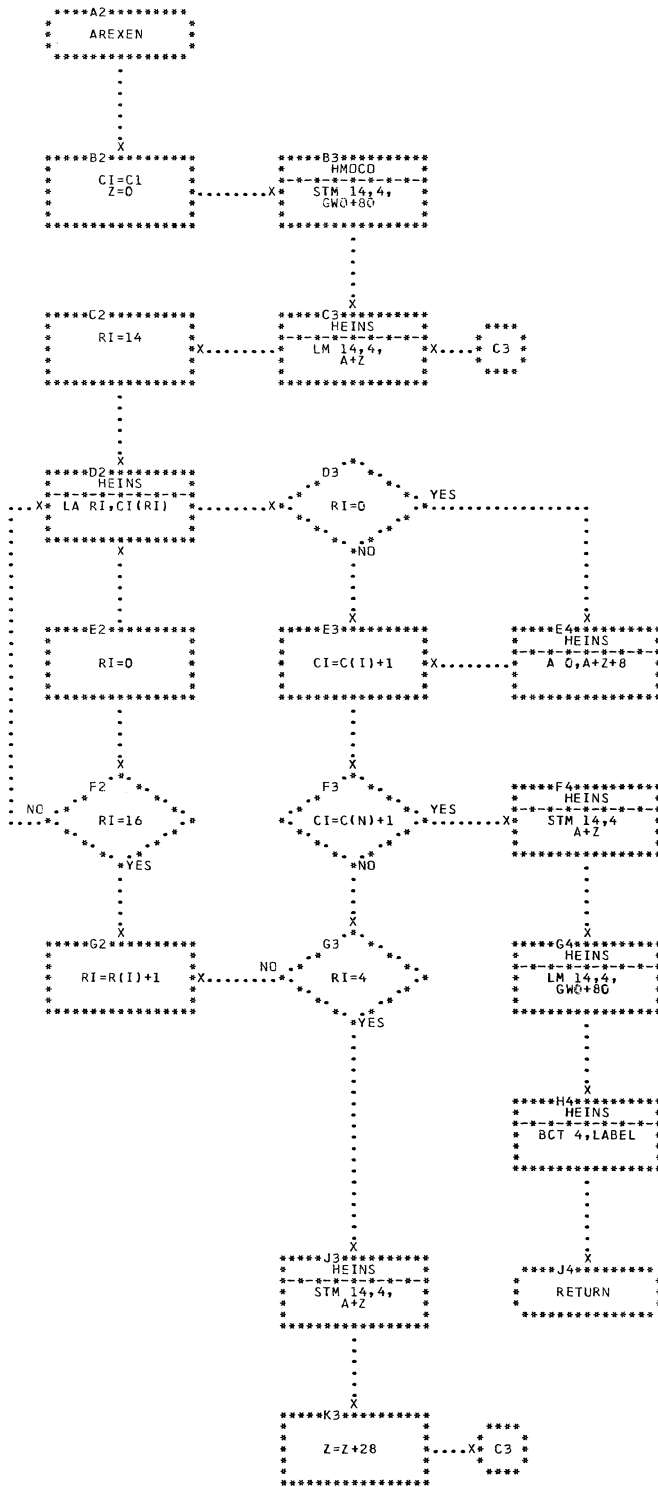 A2
AREXEN
B2
CI=C1
Z=0
B3
HMOCO
STM 14,4,
GW0+80
C2
RI=14
C3
HEINS
LM 14,4,
A+Z
C3
D2
HEINS
LA RI,CI(RI)
D3
RI=0
YES
NO
E2
RI=0
E3
CI=C(I)+1
E4
HEINS
A 0,A+Z+8
F2
NO
RI=16
YES
F3
CI=C(N)+1
YES
NO
F4
HEINS
STM 14,4
A+Z
G2
RI=R(I)+1
G3
NO
RI=4
YES
G4
HEINS
LM 14,4,
GW0+80
H4
HEINS
BCT 4,LABEL
J3
HEINS
STM 14,4,
A+Z
J4
RETURN
K3
Z=Z+28
C3